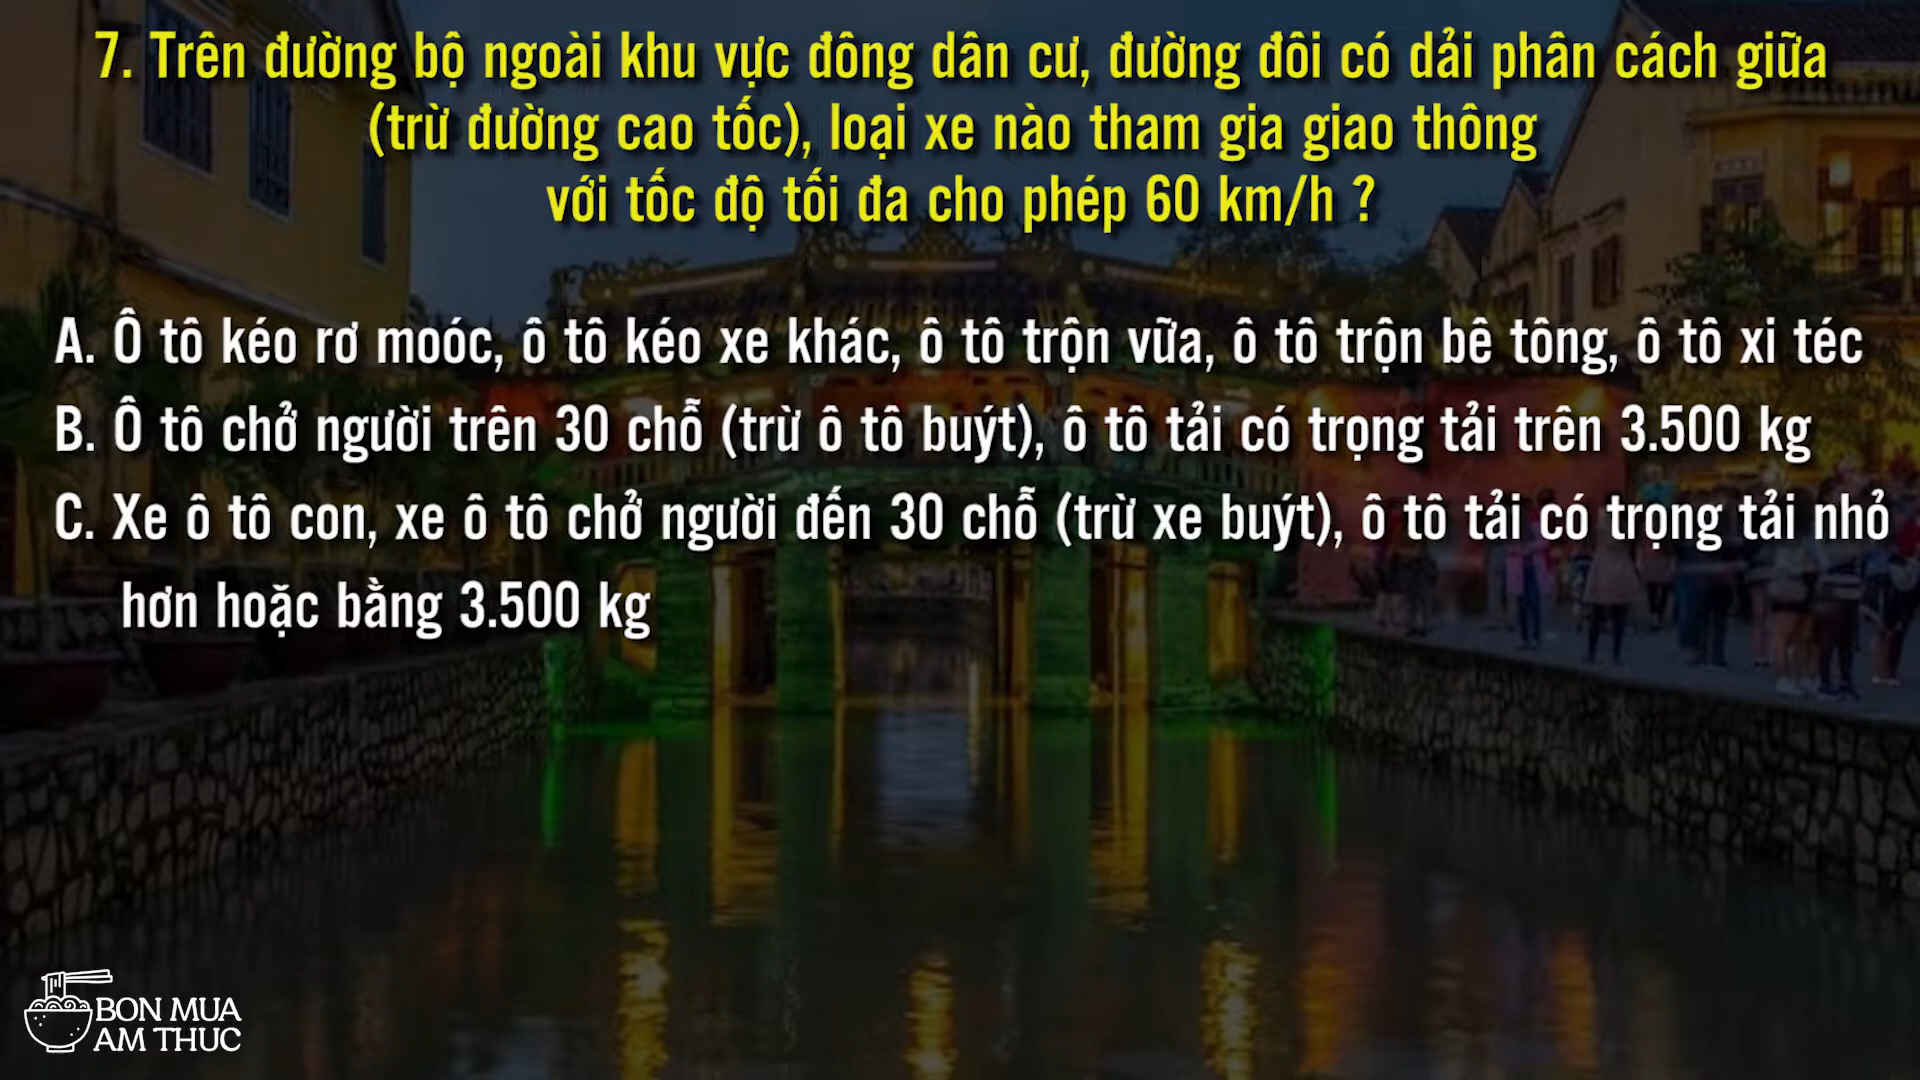 7. Trên đường bộ ngoài khu vực đông dân cư, đường đôi có dải phân cách giữa
(trừ đường cao tốc), loại xe nào tham gia giao thông
với tốc độ tối đa cho phép 60 km/h ?
A. Ô tô kéo rơ moóc, ô tô kéo xe khác, ô tô trộn vữa, ô tô trộn bê tông, ô tô xi téc
B. Ô tô chở người trên 30 chỗ (trừ ô tô buýt), ô tô tải có trọng tải trên 3.500 kg
C. Xe ô tô con, xe ô tô chở người đến 30 chỗ (trừ xe buýt), ô tô tải có trọng tải nhỏ
hơn hoặc bằng 3.500 kg
BON MUA
AM THUC